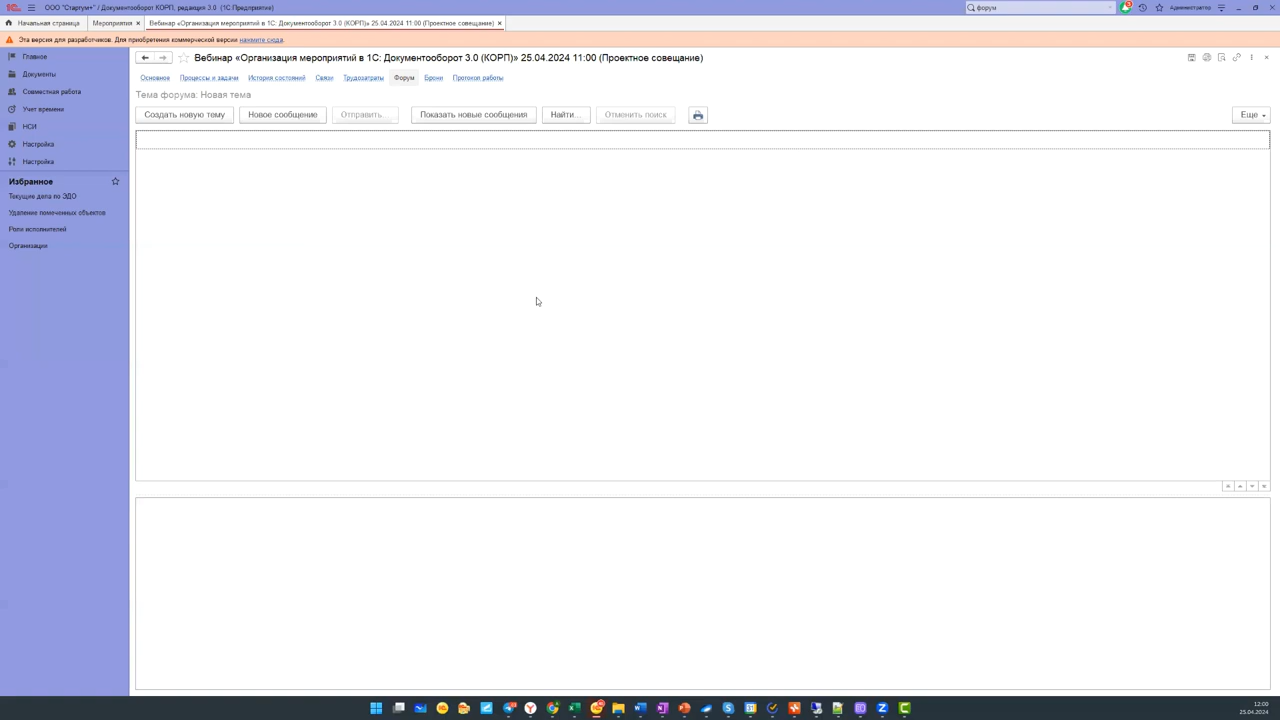 ООО "Стартум+" / Документооборот КОРП, редакция 3.0 (1С:Предприятие)
форум
3
Администратор
Начальная страница
Мероприятия ×
Вебинар «Организация мероприятий в 1С: Документооборот 3.0 (КОРП)» 25.04.2024 11:00 (Проектное совещание) ×
Эта версия для разработчиков. Для приобретения коммерческой версии нажмите сюда.
Главное
Документы
Совместная работа
Учет времени
НСИ
Настройка
Настройка
Избранное
Текущие дела по ЭДО
Удаление помеченных объектов
Роли исполнителей
Организации
Вебинар «Организация мероприятий в 1С: Документооборот 3.0 (КОРП)» 25.04.2024 11:00 (Проектное совещание)
Основное Процессы и задачи История состояний Связи Трудозатраты Форум Брони Протокол работы
Тема форума: Новая тема
Создать новую тему Новое сообщение Отправить... Показать новые сообщения Найти... Отменить поиск Еще
12:00
25.04.2024